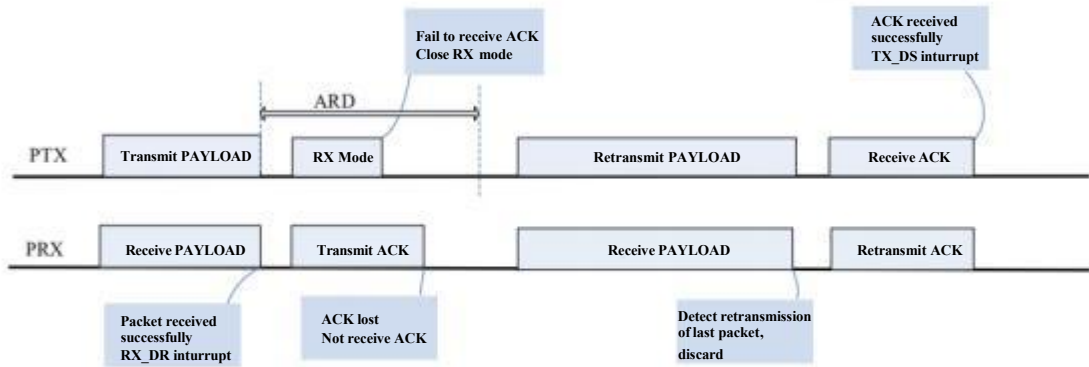 Fail to receive ACK
Close RX mode
ACK received
successfully
TX_DS inturrupt
ARD
PTX
Transmit PAYLOAD
RX Mode
Retransmit PAYLOAD
Receive ACK
PRX
Receive PAYLOAD
Transmit ACK
Receive PAYLOAD
Retransmit ACK
Packet received
successfully
RX_DR inturrupt
ACK lost
Not receive ACK
Detect retransmission
of last packet,
discard